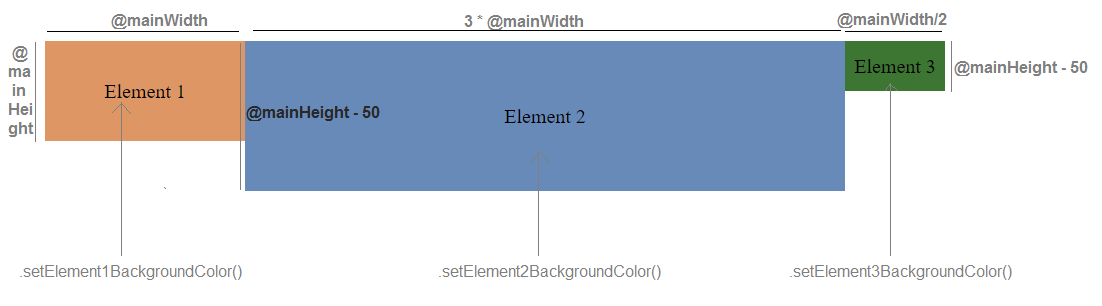 @mainWidth
3 * @mainWidth
@mainWidth/2
@
ma
in
Hei
ght
Element 1
@mainHeight - 50
Element 2
Element 3
@mainHeight - 50
.setElement1BackgroundColor()
.setElement2BackgroundColor()
.setElement3BackgroundColor()